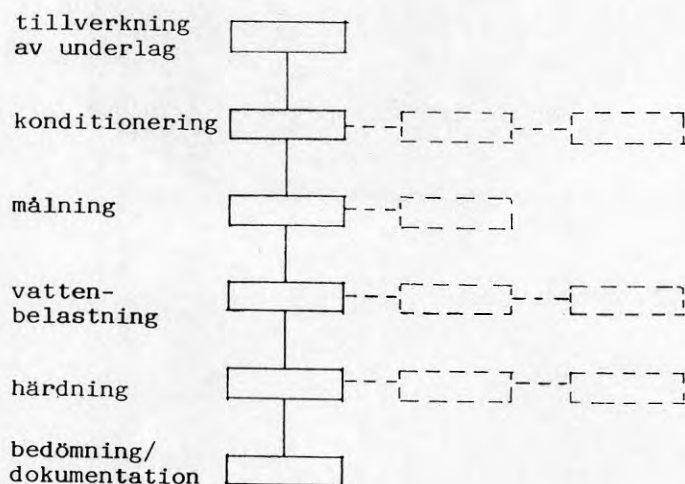 tillverkning
av underlag
konditionering
målning
vatten-
belastning
härdning
bedömning/
dokumentation